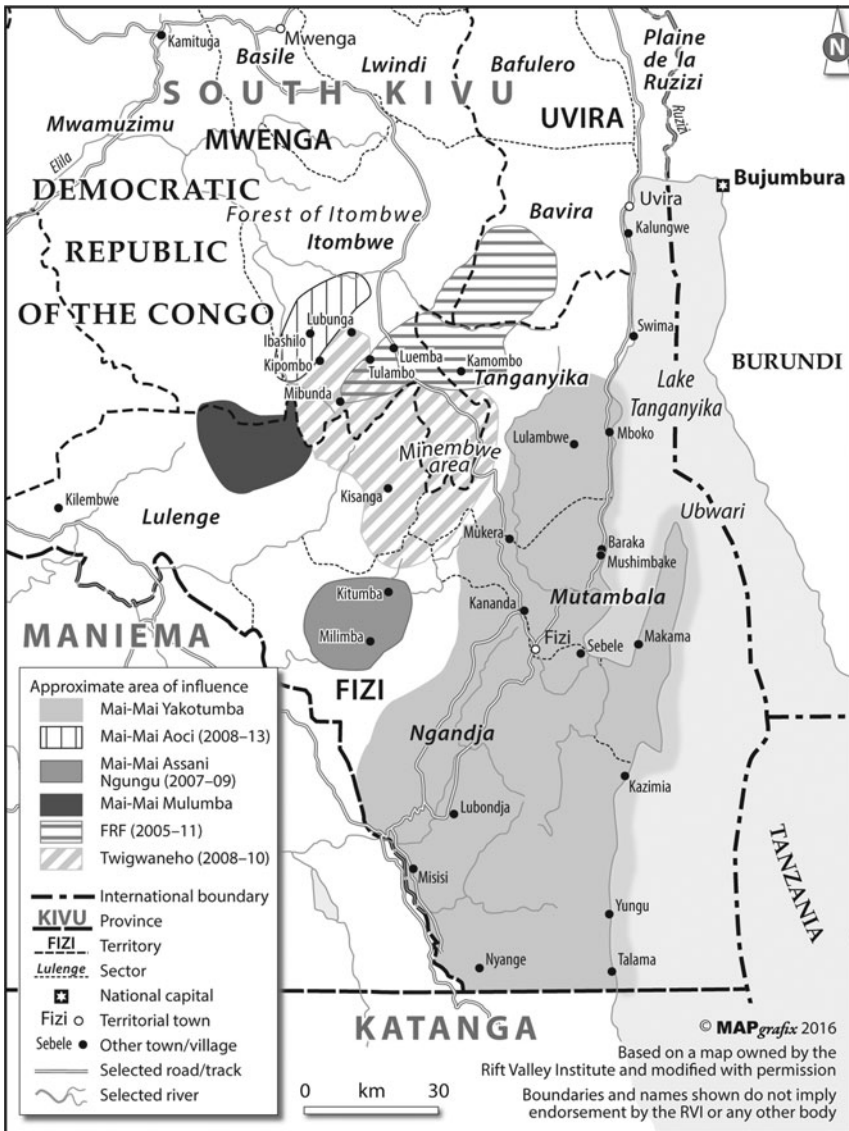 Kamituga
Mwenga
Basile
Lwindi
Bafulero
Plaine
de la
Ruzizi
N
SOUTH KIVU
Mwamuzimu
MWENGA
UVIRA
Ruzizi
Elila
Bujumbura
DEMOCRATIC
REPUBLIC
OF THE CONGO
Forest of Itombwe
Itombwe
Bavira
Uvira
Kalungwe
Lubunga
Ibashilo
Kipombo
Luemba
Tulambo
Kamombo
Swima
Tanganyika
Lake
Tanganyika
BURUNDI
Mibunda
Minembwe
area
Lulambwe
Mboko
Kilembwe
Lulenge
Kisanga
Mukera
Ubwari
Baraka
Mushimbake
Mutambala
MANIEMA
Kitumba
Milimba
Kananda
Fizi
Sebele
Makama
FIZI
Ngandja
Kazimia
Lubondja
Misisi
Yungu
Nyange
Talama
TANZANIA
KATANGA
Approximate area of influence
Mai-Mai Yakotumba
Mai-Mai Aoci (2008–13)
Mai-Mai Assani
Ngungu (2007–09)
Mai-Mai Mulumba
FRF (2005–11)
Twigwaneho (2008–10)
International boundary
KIVU Province
FIZI Territory
Lulenge Sector
National capital
Fizi Territorial town
Sebele Other town/village
Selected road/track
Selected river
0 km 30
© MAPgrafix 2016
Based on a map owned by the
Rift Valley Institute and modified with permission
Boundaries and names shown do not imply
endorsement by the RVI or any other body